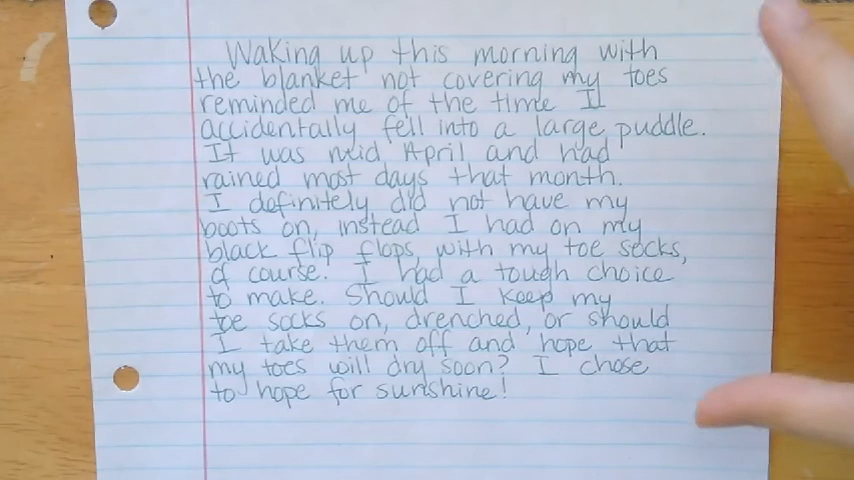 Waking up this morning with
the blanket not covering my toes
reminded me of the time I
accidentally fell into a large puddle.
It was mid April and had
rained most days that month.
I definitely did not have my
boots on, instead I had on my
black flip flops, with my toe socks,
of course. I had a tough choice
to make. Should I keep my
toe socks on, drenched, or should
I take them off and hope that
my toes will dry soon? I chose
to hope for sunshine!